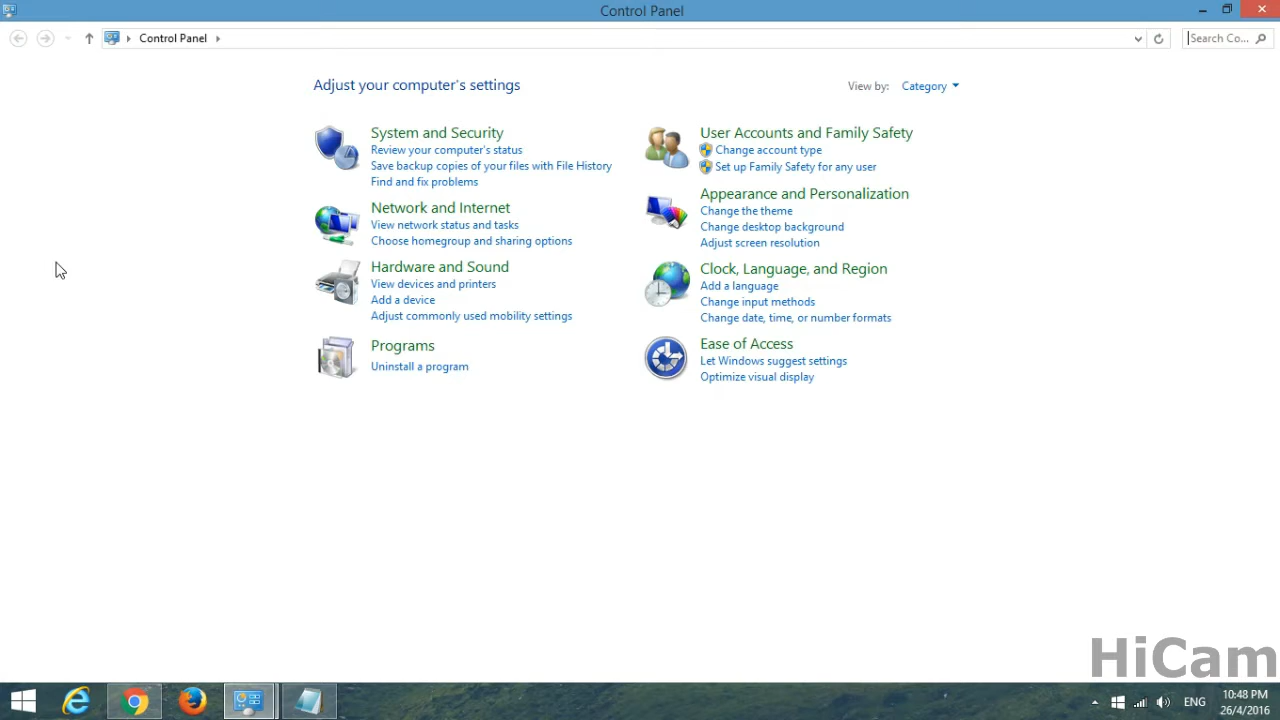 Control Panel
Control Panel
Search Co...
Adjust your computer's settings
View by: Category
System and Security
Review your computer's status
Save backup copies of your files with File History
Find and fix problems
Network and Internet
View network status and tasks
Choose homegroup and sharing options
Hardware and Sound
View devices and printers
Add a device
Adjust commonly used mobility settings
Programs
Uninstall a program
User Accounts and Family Safety
Change account type
Set up Family Safety for any user
Appearance and Personalization
Change the theme
Change desktop background
Adjust screen resolution
Clock, Language, and Region
Add a language
Change input methods
Change date, time, or number formats
Ease of Access
Let Windows suggest settings
Optimize visual display
HiCam
ENG
10:48 PM
26/4/2016